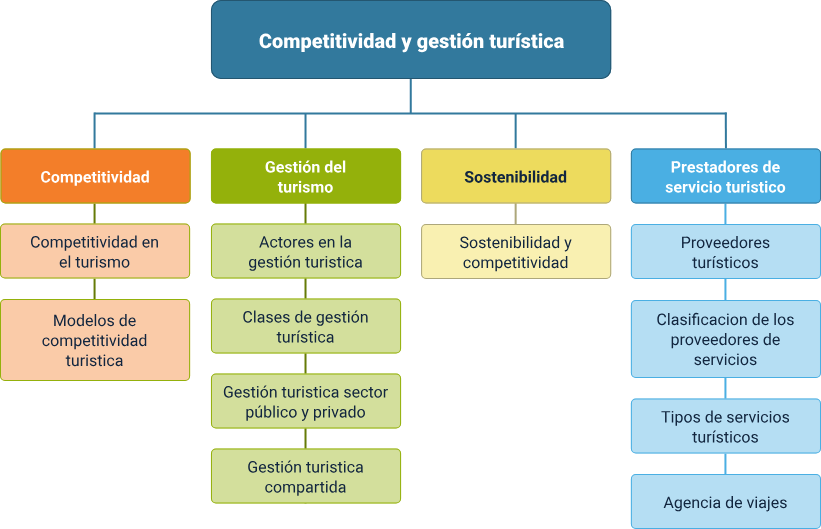 Competitividad y gestión turística
Competitividad
Gestión del
turismo
Sostenibilidad
Prestadores de
servicio turistico
Competitividad en
el turismo
Modelos de
competitividad
turistica
Actores en la
gestión turistica
Clases de gestión
turística
Gestión turistica sector
público y privado
Gestión turistica
compartida
Sostenibilidad y
competitividad
Proveedores
turísticos
Clasificacion de los
proveedores de
servicios
Tipos de servicios
turísticos
Agencia de viajes